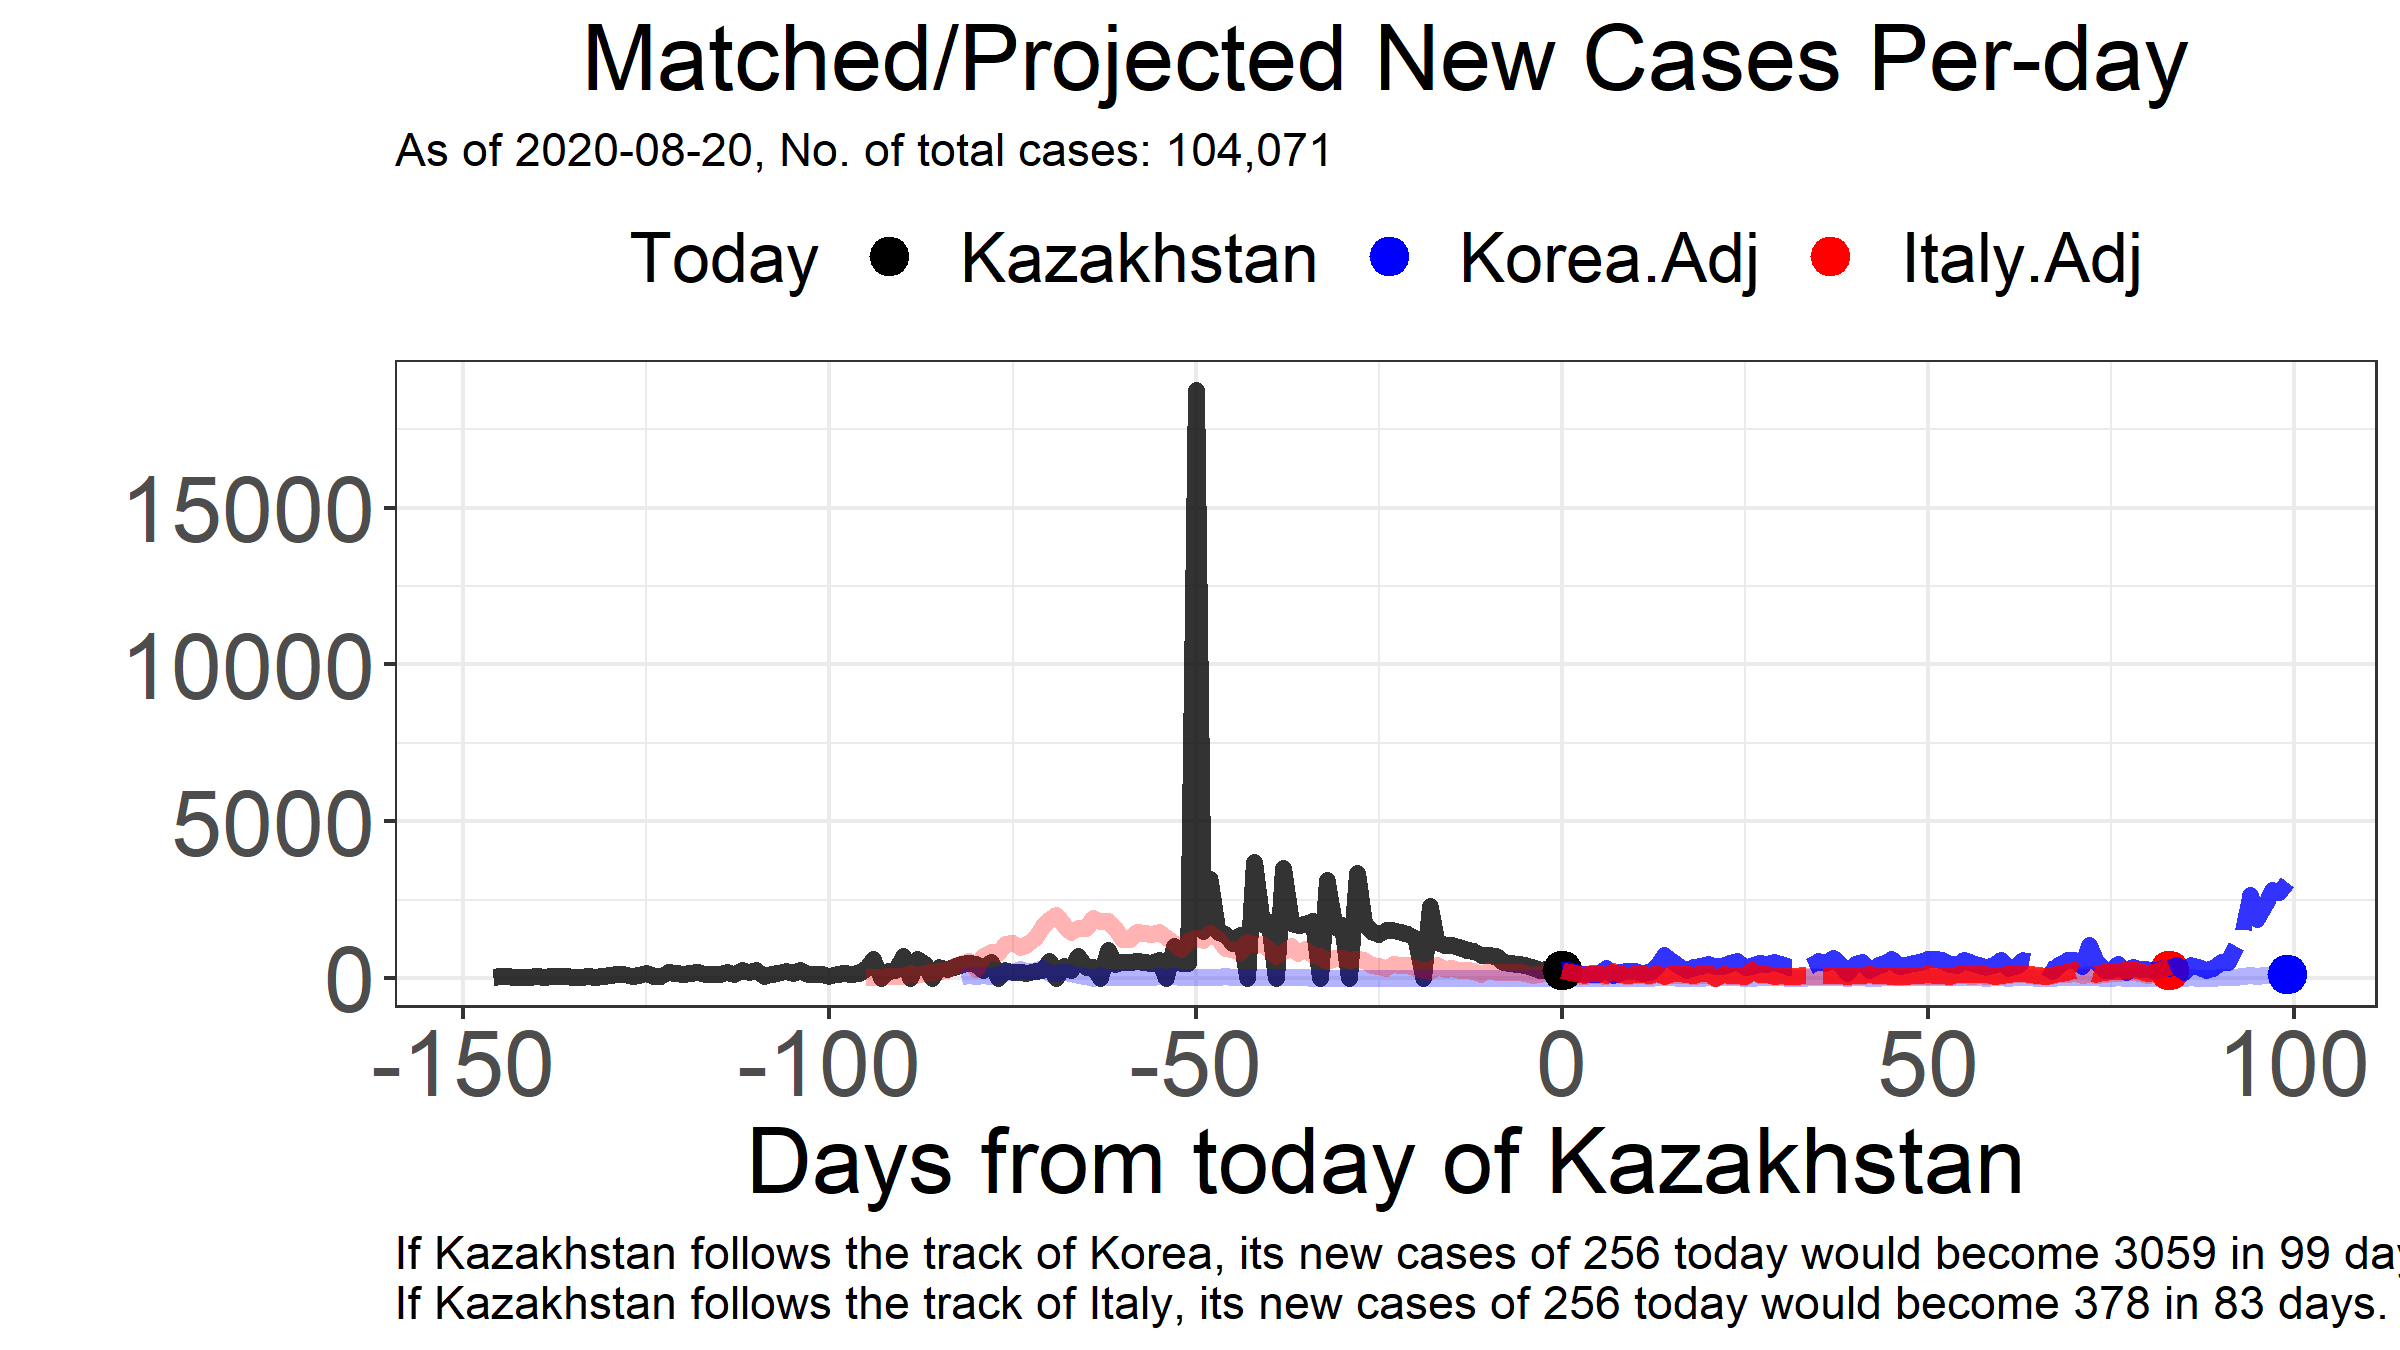 Matched/Projected New Cases Per-day
As of 2020-08-20, No. of total cases: 104,071
Today Kazakhstan Korea.Adj Italy.Adj
15000
10000
5000
0
-150 -100 -50 0 50 100
Days from today of Kazakhstan
If Kazakhstan follows the track of Korea, its new cases of 256 today would become 3059 in 99
If Kazakhstan follows the track of Italy, its new cases of 256 today would become 378 in 83 days.